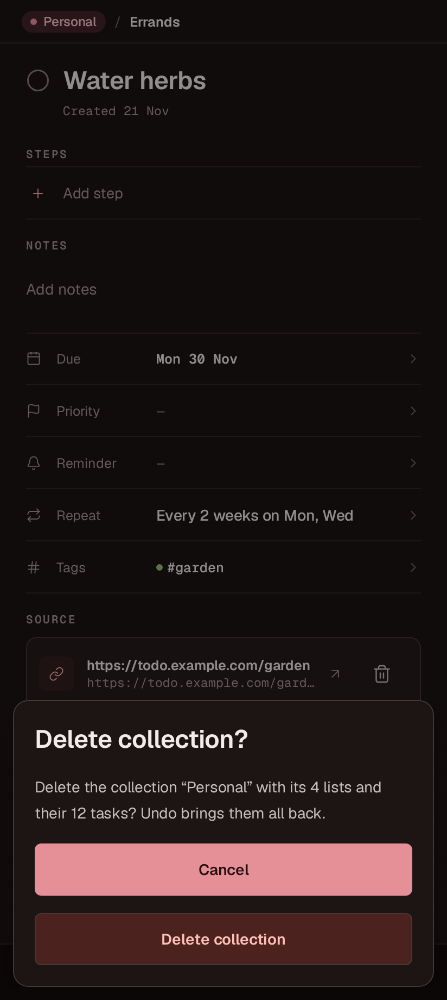 Personal / Errands
Water herbs
Created 21 Nov
STEPS
+ Add step
NOTES
Add notes
Due Mon 30 Nov
Priority –
Reminder –
Repeat Every 2 weeks on Mon, Wed
Tags #garden
SOURCE
https://todo.example.com/garden
https://todo.example.com/gard…
Delete collection?
Delete the collection “Personal” with its 4 lists and
their 12 tasks? Undo brings them all back.
Cancel
Delete collection